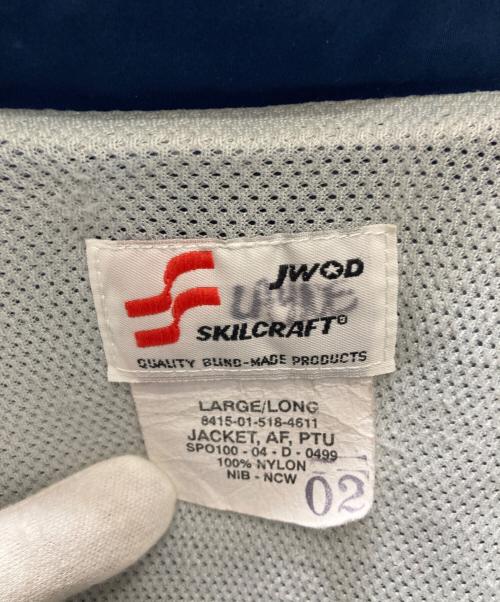 JWOD
SKILCRAFT®
QUALITY BLIND-MADE PRODUCTS
LARGE/LONG
8415-01-518-4611
JACKET, AF, PTU
SPO100 - 04 - D - 0499
100% NYLON
NIB - NCW
02